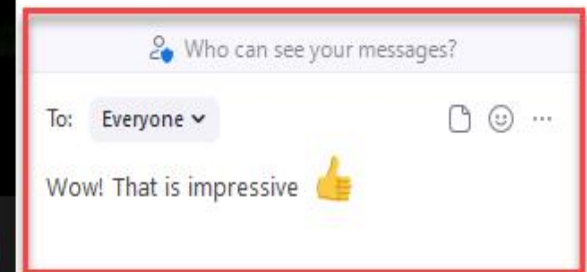 Who can see your messages?
To: Everyone
Wow! That is impressive 👍